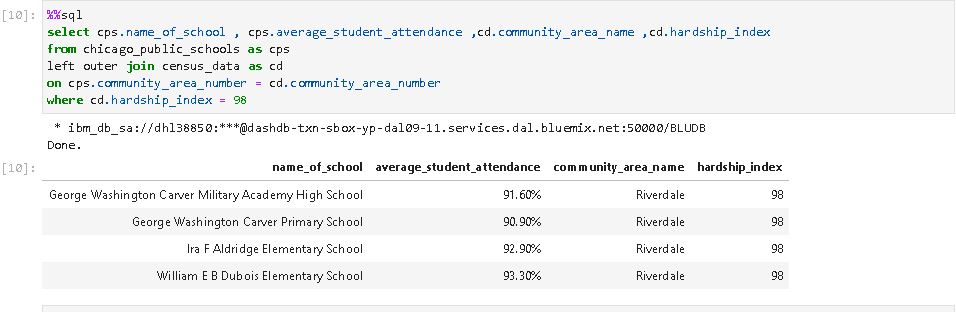 [10]: %%sql
select cps.name_of_school , cps.average_student_attendance ,cd.community_area_name ,cd.hardship_index
from chicago_public_schools as cps
left outer join census_data as cd
on cps.community_area_number = cd.community_area_number
where cd.hardship_index = 98
* ibm_db_sa://dhl38850:***@dashdb-txn-sbox-yp-dal09-11.services.dal.bluemix.net:50000/BLUDB
Done.
[10]: name_of_school average_student_attendance community_area_name hardship_index
George Washington Carver Military Academy High School 91.60% Riverdale 98
George Washington Carver Primary School 90.90% Riverdale 98
Ira F Aldridge Elementary School 92.90% Riverdale 98
William E B Dubois Elementary School 93.30% Riverdale 98